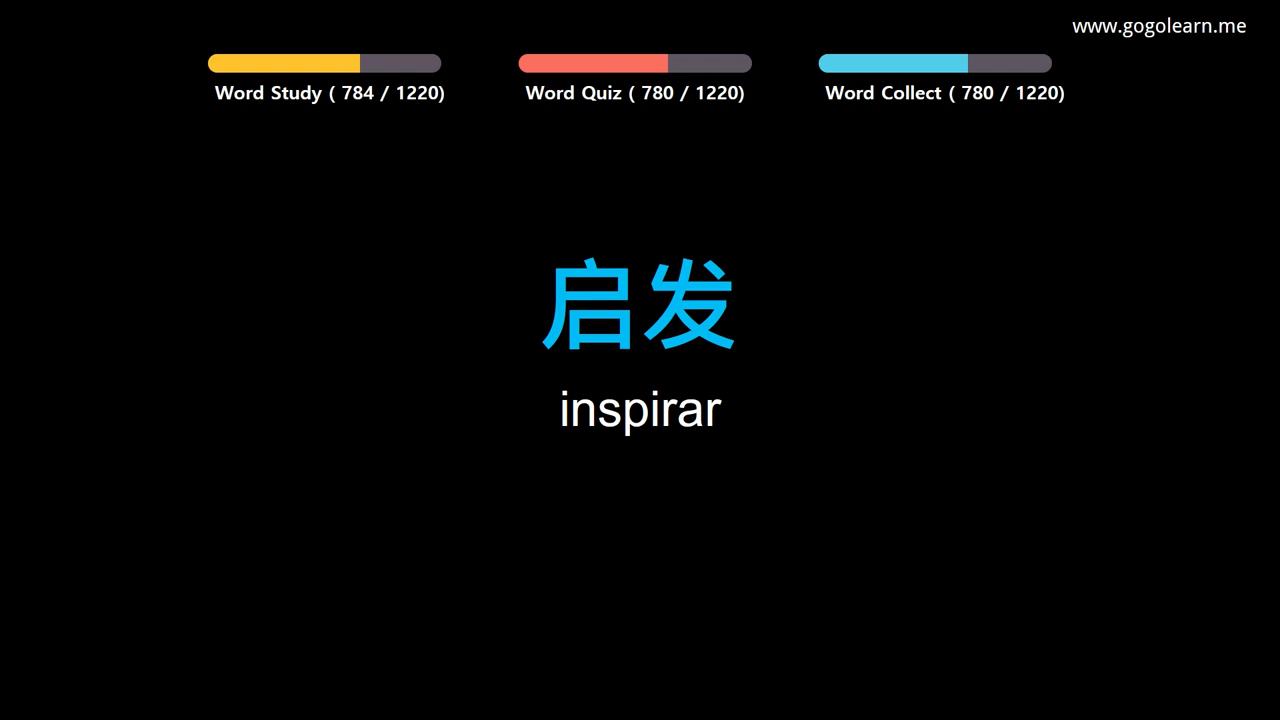 www.gogolearn.me
Word Study ( 784 / 1220)
Word Quiz ( 780 / 1220)
Word Collect ( 780 / 1220)
启发
inspirar